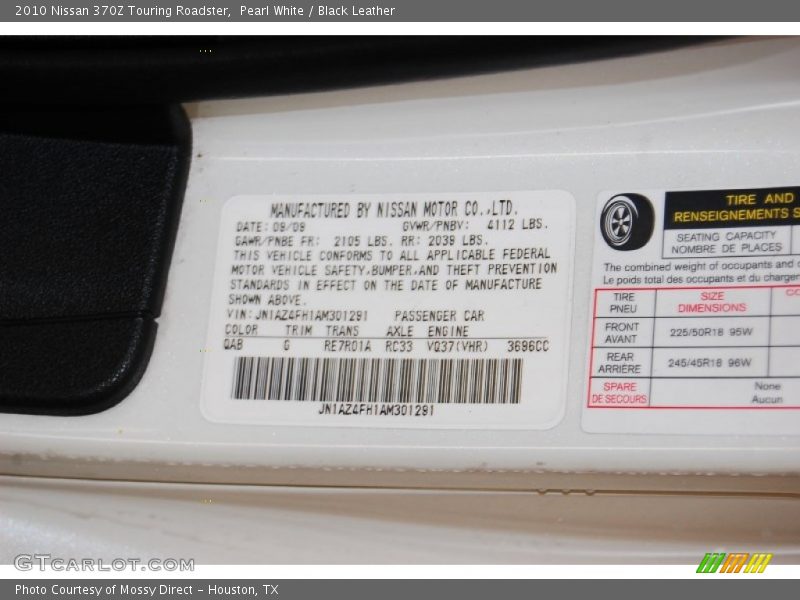 2010 Nissan 370Z Touring Roadster,  Pearl White / Black Leather
MANUFACTURED BY NISSAN MOTOR CO.,LTD.
DATE: 09/09 GVWR/PNBV: 4112 LBS.
GAWR/PNBE FR: 2105 LBS. RR: 2039 LBS.
THIS VEHICLE CONFORMS TO ALL APPLICABLE FEDERAL
MOTOR VEHICLE SAFETY,BUMPER,AND THEFT PREVENTION
STANDARDS IN EFFECT ON THE DATE OF MANUFACTURE
SHOWN ABOVE.
VIN:JN1AZ4FH1AM301291 PASSENGER CAR
COLOR TRIM TRANS AXLE ENGINE
QAB G RE7R01A RC33 VQ37(VHR) 3696CC
JN1AZ4FH1AM301291
TIRE AND
RENSEIGNEMENTS S
SEATING CAPACITY
NOMBRE DE PLACES
The combined weight of occupants and
Le poids total des occupants et du
TIRE
PNEU
SIZE
DIMENSIONS
FRONT
AVANT
225/50R18 95W
REAR
ARRIÈRE
245/45R18 96W
SPARE
DE SECOURS
None
Aucun
GTCARLOT.COM
Photo Courtesy of Mossy Direct – Houston, TX